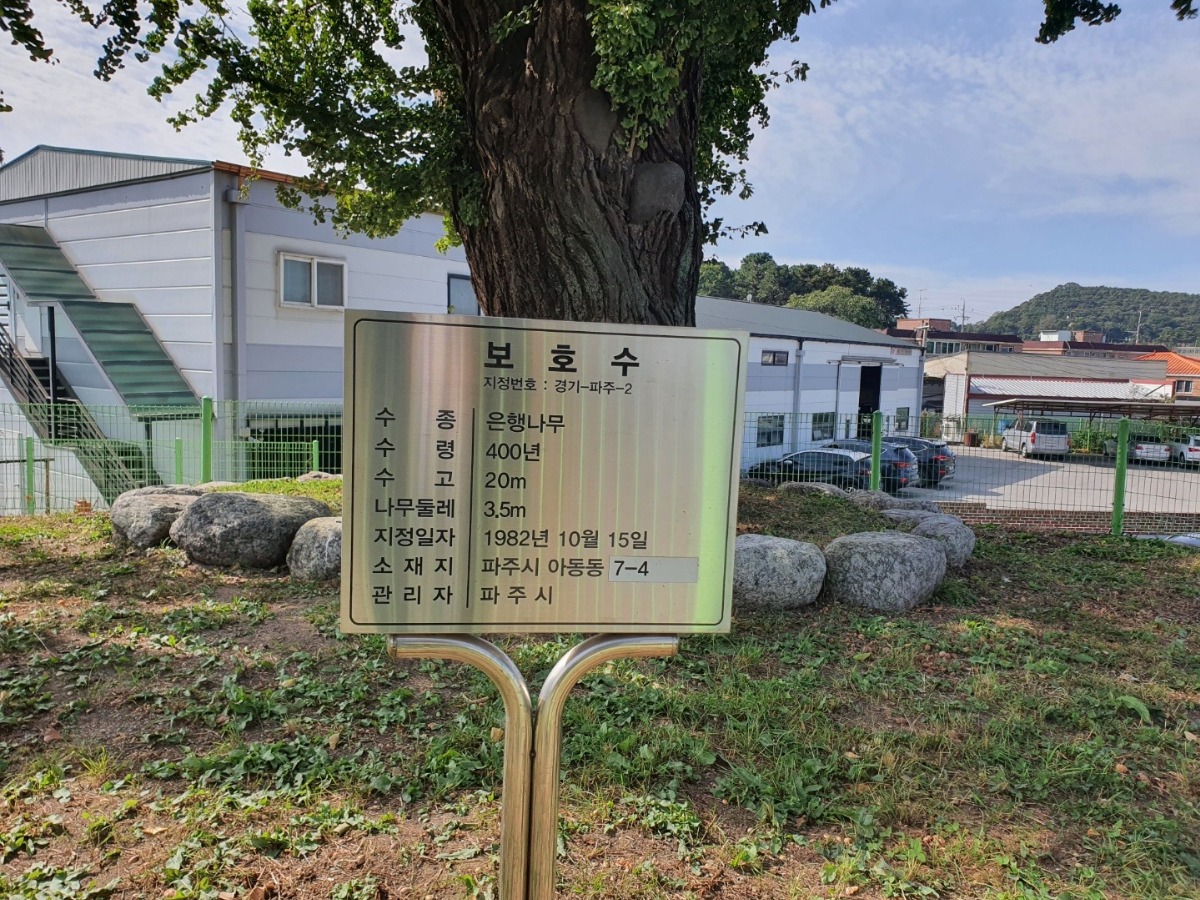 보 호 수
지정번호 : 경기-파주-2
수 종 은행나무
수 령 400년
수 고 20m
나무둘레 3.5m
지정일자 1982년 10월 15일
소 재 지 파주시 아동동 7-4
관 리 자 파 주 시